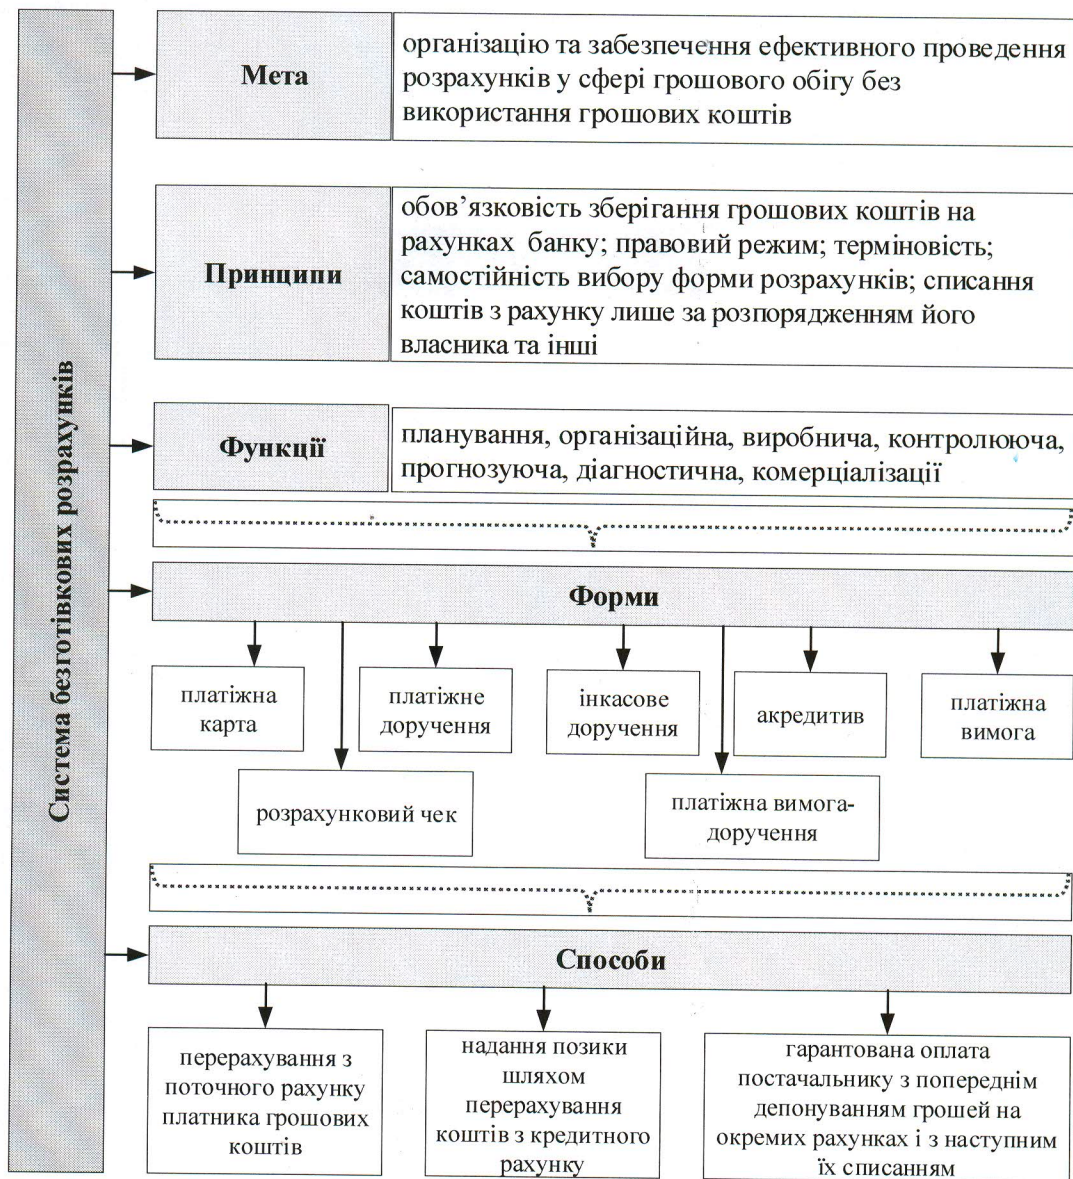 Система безготівкових розрахунків
Мета
організацію та забезпечення ефективного проведення
розрахунків у сфері грошового обігу без
використання грошових коштів
Принципи
обов’язковість зберігання грошових коштів на
рахунках банку; правовий режим; терміновість;
самостійність вибору форми розрахунків; списання
коштів з рахунку лише за розпорядженням його
власника та інші
Функції
планування, організаційна, виробнича, контролююча,
прогнозуюча, діагностична, комерціалізації
Форми
платіжна
карта
платіжне
доручення
інкасове
доручення
акредитив
платіжна
вимога
розрахунковий чек
платіжна вимога-
доручення
Способи
перерахування з
поточного рахунку
платника грошових
коштів
надання позики
шляхом
перерахування
коштів з кредитного
рахунку
гарантована оплата
постачальнику з попереднім
депонуванням грошей на
окремих рахунках і з наступним
їх списанням